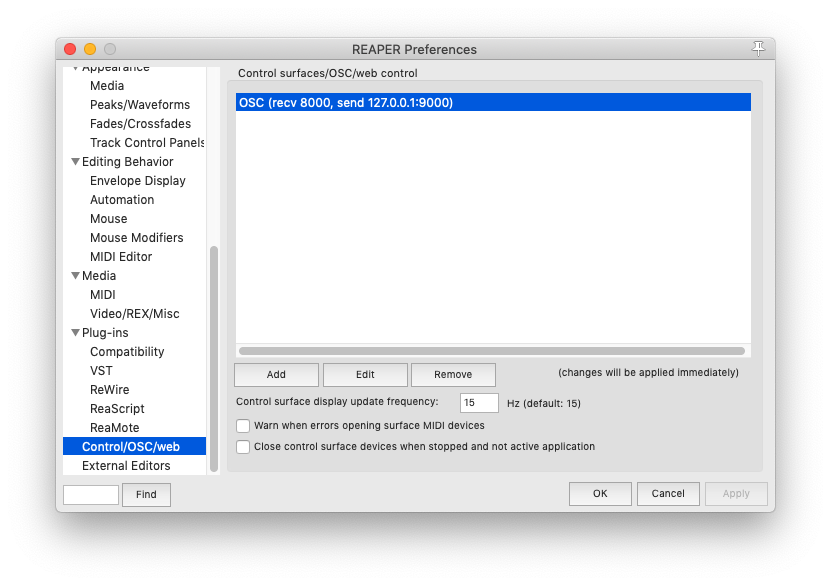 REAPER Preferences
Appearance
Media
Peaks/Waveforms
Fades/Crossfades
Track Control Panels
Editing Behavior
Envelope Display
Automation
Mouse
Mouse Modifiers
MIDI Editor
Media
MIDI
Video/REX/Misc
Plug-ins
Compatibility
VST
ReWire
ReaScript
ReaMote
Control/OSC/web
External Editors
Find
Control surfaces/OSC/web control
OSC (recv 8000, send 127.0.0.1:9000)
Add Edit Remove (changes will be applied immediately)
Control surface display update frequency: 15 Hz (default: 15)
Warn when errors opening surface MIDI devices
Close control surface devices when stopped and not active application
OK Cancel Apply